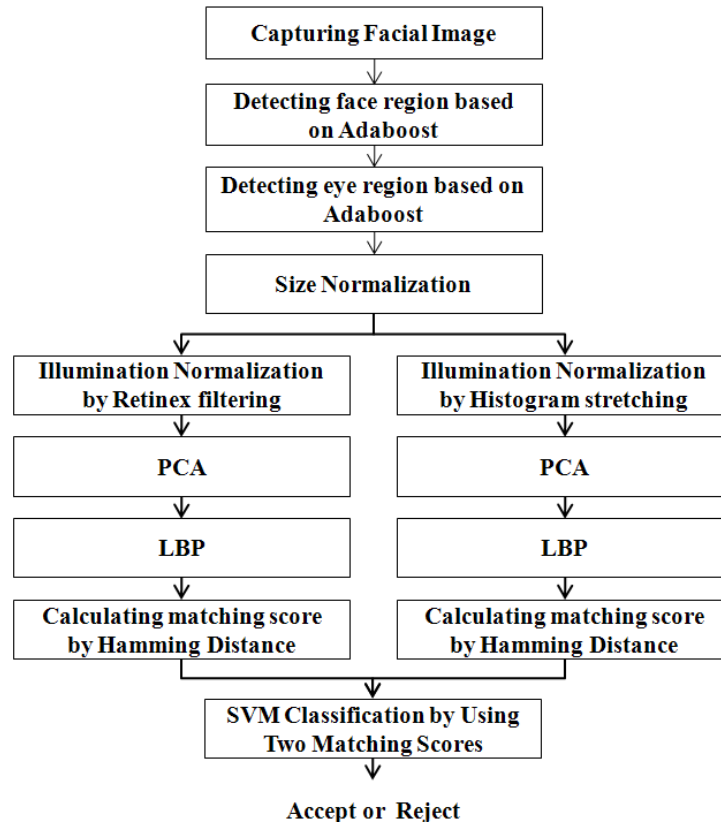 Capturing Facial Image
Detecting face region based
on Adaboost
Detecting eye region based on
Adaboost
Size Normalization
Illumination Normalization
by Retinex filtering
Illumination Normalization
by Histogram stretching
PCA
PCA
LBP
LBP
Calculating matching score
by Hamming Distance
Calculating matching score
by Hamming Distance
SVM Classification by Using
Two Matching Scores
Accept or Reject